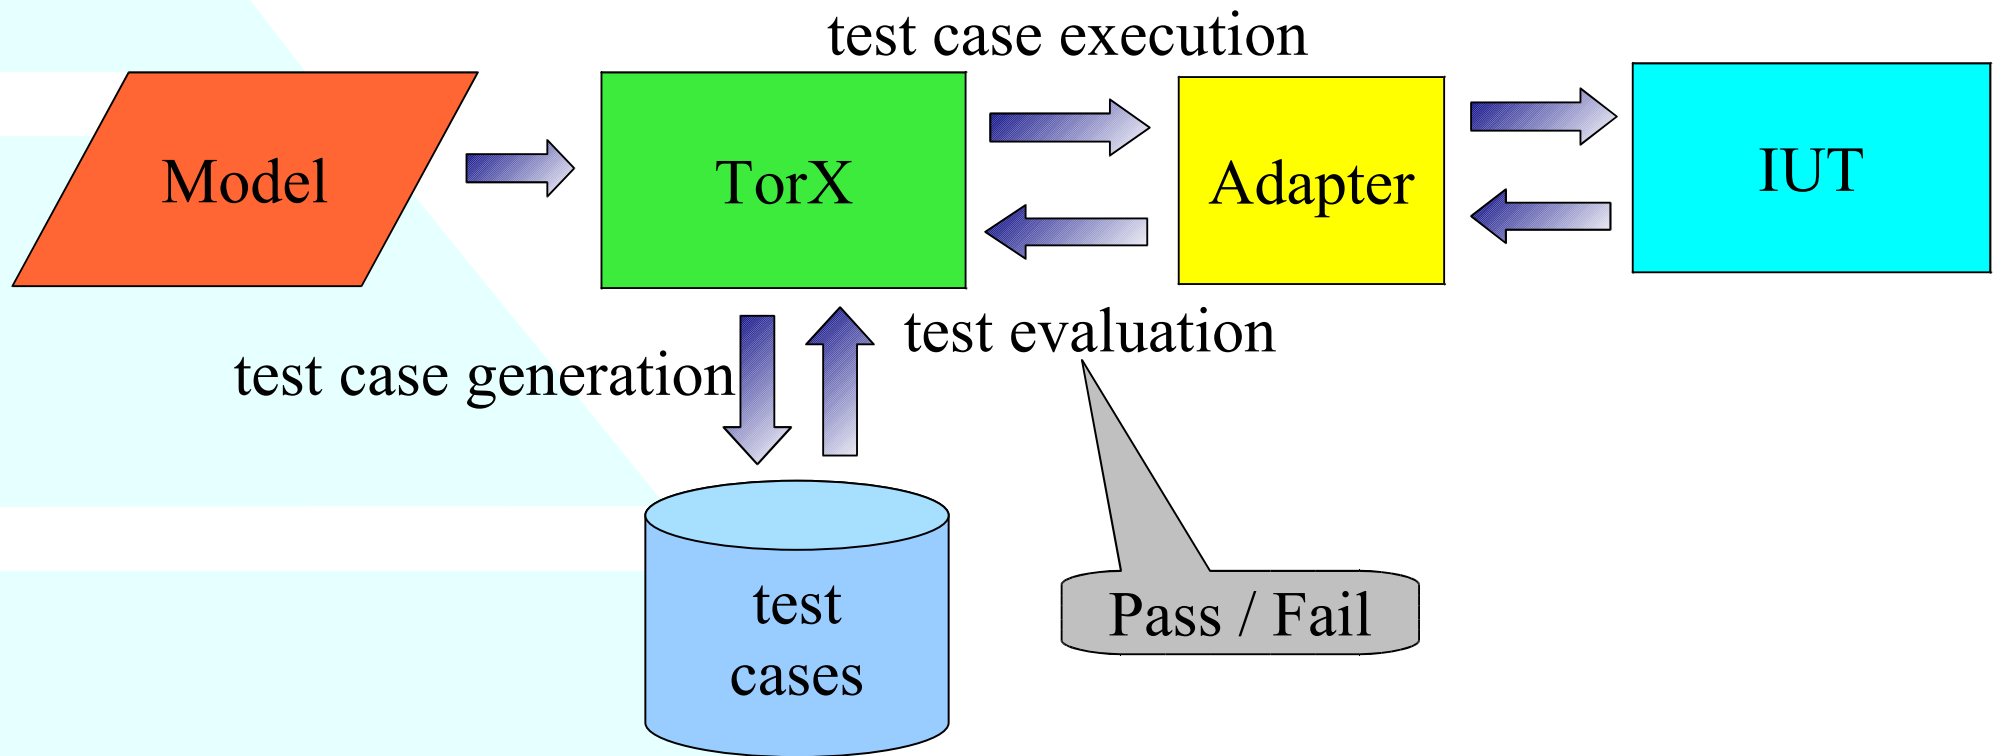 test case execution
Model
TorX
Adapter
IUT
test evaluation
test case generation
test
cases
Pass / Fail